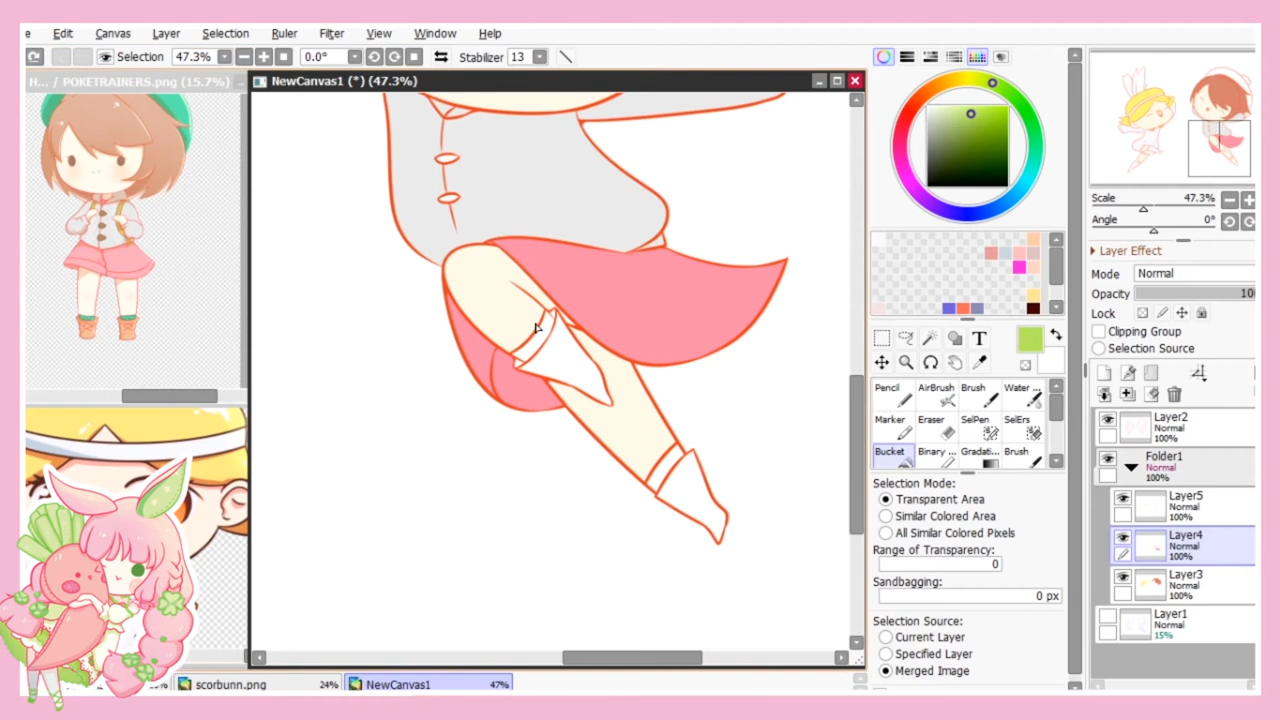 e Edit Canvas Layer Selection Ruler Filter View Window Help
Selection 47.3% 0.0° Stabilizer 13
H... / POKETRAINERS.png (15.7%)
NewCanvas1 (*) (47.3%)
Scale 47.3%
Angle 0°
Layer Effect
Mode Normal
Opacity 10
Lock
Clipping Group
Selection Source
T
Pencil AirBrush Brush Water ...
Marker Eraser SelPen SelErs
Bucket Binary ... Gradati... Brush
Selection Mode:
Transparent Area
Similar Colored Area
All Similar Colored Pixels
Range of Transparency:
0
Sandbagging:
0 px
Selection Source:
Current Layer
Specified Layer
Merged Image
Layer2
Normal
100%
Folder1
Normal
100%
Layer5
Normal
100%
Layer4
Normal
100%
Layer3
Normal
100%
Layer1
Normal
15%
scorbunn.png 24% NewCanvas1 47%